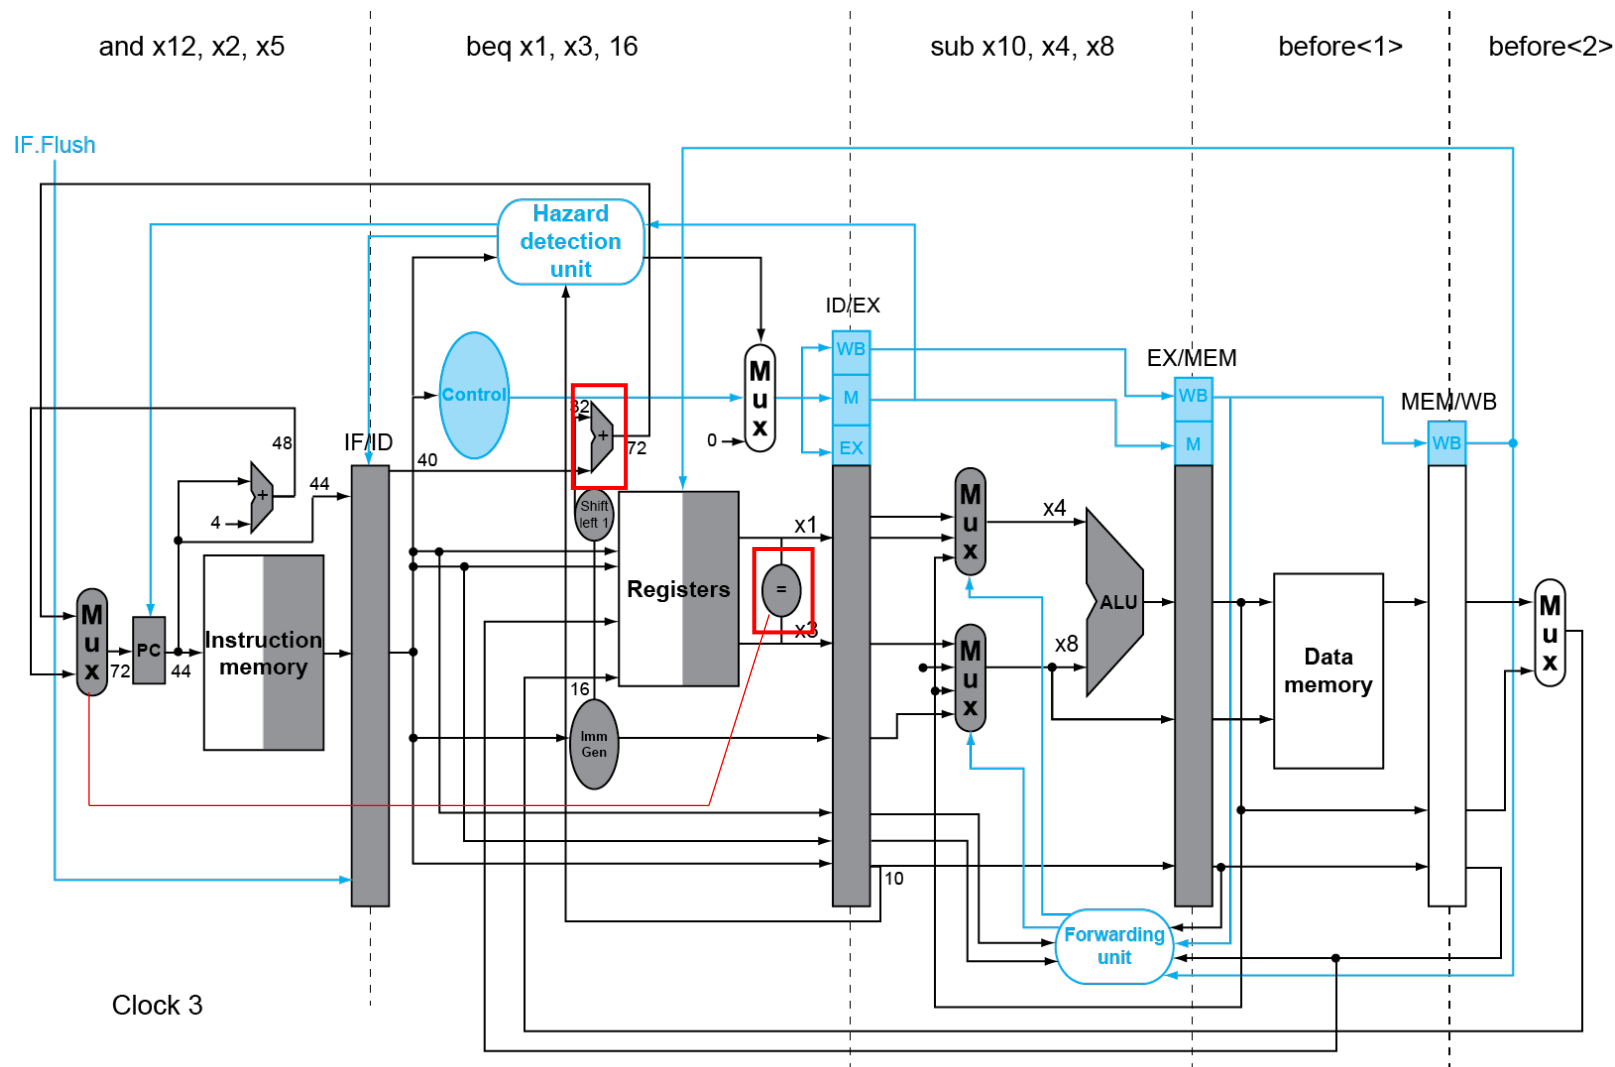 and x12, x2, x5
beq x1, x3, 16
sub x10, x4, x8
before<1>
before<2>
IF.Flush
Hazard
detection
unit
ID/EX
WB
M
EX
EX/MEM
WB
M
MEM/WB
WB
Control
M
u
x
0
32
+
72
IF/ID
40
48
44
4
+
Shift
left 1
M
u
x
72
PC
44
Instruction
memory
Registers
x1
=
x3
16
Imm
Gen
M
u
x
x4
M
u
x
x8
ALU
Data
memory
M
u
x
10
Forwarding
unit
Clock 3